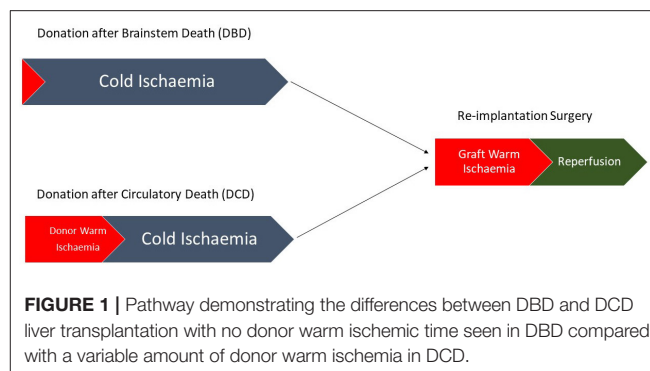 Donation after Brainstem Death (DBD)
Cold Ischaemia
Re-implantation Surgery
Graft Warm
Ischaemia
Reperfusion
Donation after Circulatory Death (DCD)
Donor Warm
Ischaemia
Cold Ischaemia
FIGURE 1 | Pathway demonstrating the differences between DBD and DCD
liver transplantation with no donor warm ischemic time seen in DBD compared
with a variable amount of donor warm ischemia in DCD.